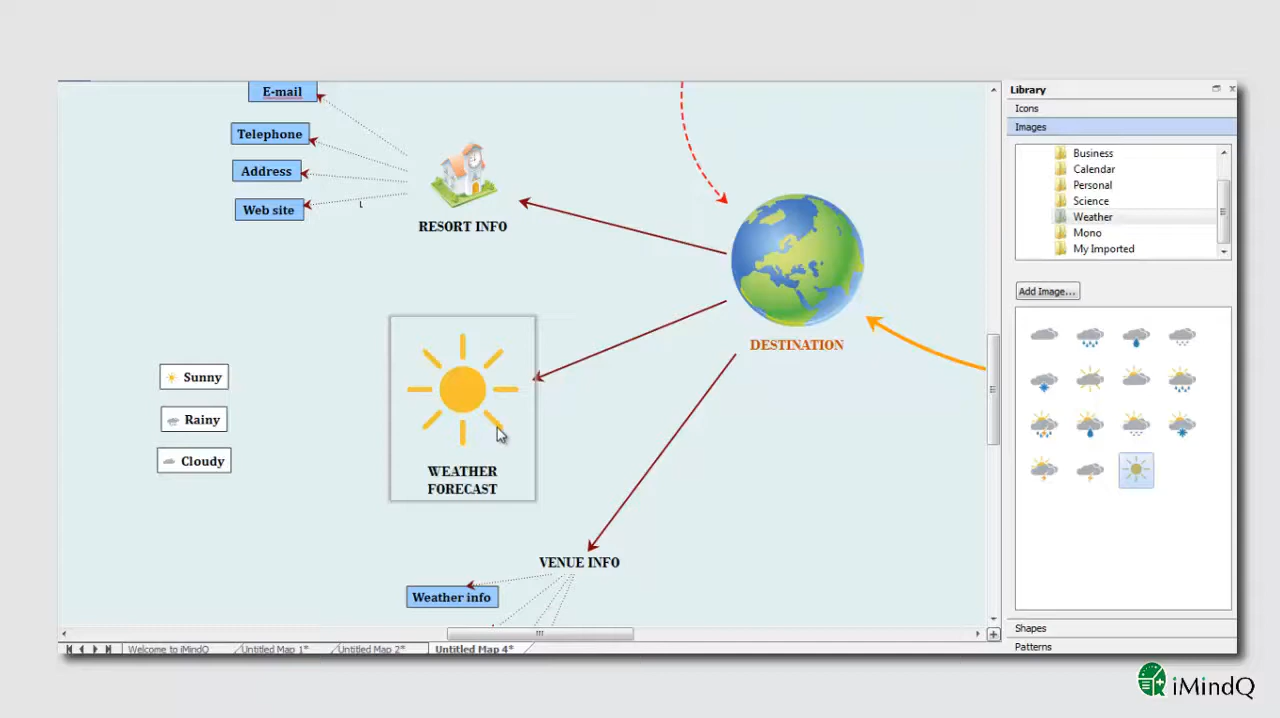 E-mail
Telephone
Address
Web site
RESORT INFO
DESTINATION
Sunny
Rainy
Cloudy
WEATHER
FORECAST
VENUE INFO
Weather info
Welcome to iMindQ
Untitled Map 1*
Untitled Map 2*
Untitled Map 4*
Library
Icons
Images
Business
Calendar
Personal
Science
Weather
Mono
My Imported
Add Image...
Shapes
Patterns
iMindQ